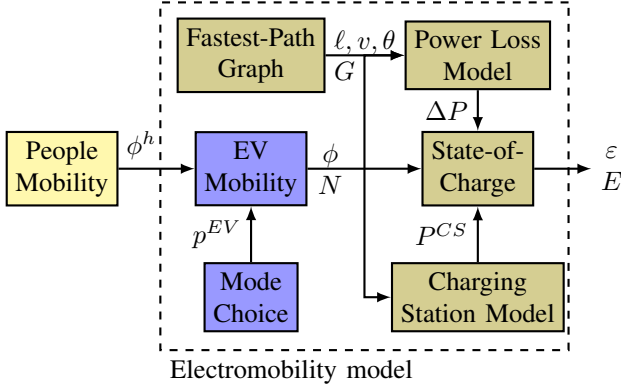 Fastest-Path
Graph
ℓ, v, θ
G
Power Loss
Model
ΔP
People
Mobility
ϕ^h
EV
Mobility
ϕ
N
State-of-
Charge
ε
E
p^{EV}
P^{CS}
Mode
Choice
Charging
Station Model
Electromobility model